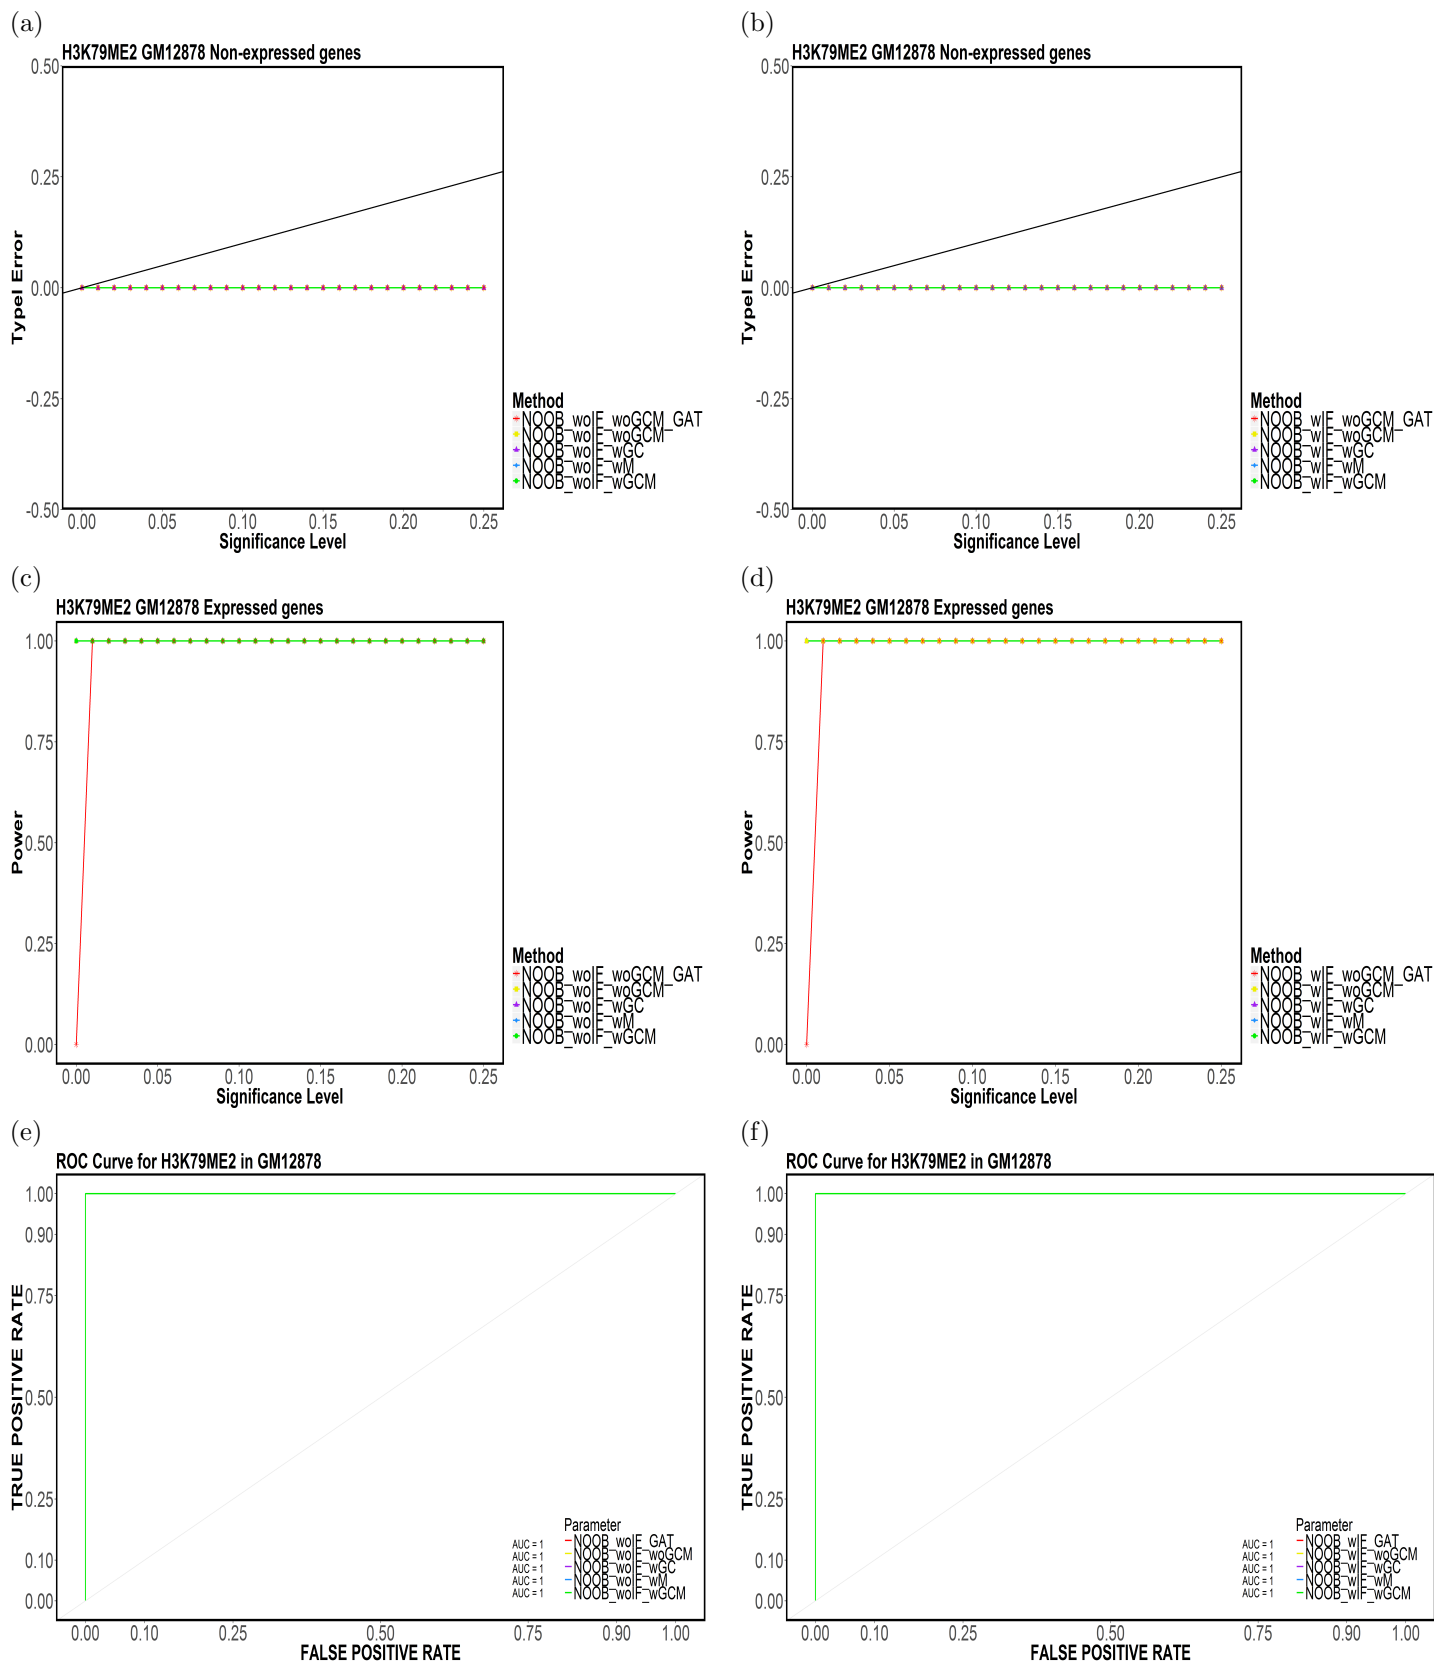 (a)
H3K79ME2 GM12878 Non-expressed genes
0.50
0.25
0.00
-0.25
-0.50
TypeI Error
0.00 0.05 0.10 0.15 0.20 0.25
Significance Level
Method
NOOB_woIF_woGCM_GAT
NOOB_woIF_woGCM
NOOB_woIF_wGC
NOOB_woIF_wM
NOOB_woIF_wGCM
(b)
H3K79ME2 GM12878 Non-expressed genes
0.50
0.25
0.00
-0.25
-0.50
TypeI Error
0.00 0.05 0.10 0.15 0.20 0.25
Significance Level
Method
NOOB_wIF_woGCM_GAT
NOOB_wIF_woGCM
NOOB_wIF_wGC
NOOB_wIF_wM
NOOB_wIF_wGCM
(c)
H3K79ME2 GM12878 Expressed genes
1.00
0.75
0.50
0.25
0.00
Power
0.00 0.05 0.10 0.15 0.20 0.25
Significance Level
Method
NOOB_woIF_woGCM_GAT
NOOB_woIF_woGCM
NOOB_woIF_wGC
NOOB_woIF_wM
NOOB_woIF_wGCM
(d)
H3K79ME2 GM12878 Expressed genes
1.00
0.75
0.50
0.25
0.00
Power
0.00 0.05 0.10 0.15 0.20 0.25
Significance Level
Method
NOOB_wIF_woGCM_GAT
NOOB_wIF_woGCM
NOOB_wIF_wGC
NOOB_wIF_wM
NOOB_wIF_wGCM
(e)
ROC Curve for H3K79ME2 in GM12878
1.00
0.90
0.75
0.50
0.25
0.10
0.00
TRUE POSITIVE RATE
0.00 0.10 0.25 0.50 0.75 0.90 1.00
FALSE POSITIVE RATE
Parameter
AUC = 1 NOOB_woIF_GAT
AUC = 1 NOOB_woIF_woGCM
AUC = 1 NOOB_woIF_wGC
AUC = 1 NOOB_woIF_wM
AUC = 1 NOOB_woIF_wGCM
(f)
ROC Curve for H3K79ME2 in GM12878
1.00
0.90
0.75
0.50
0.25
0.10
0.00
TRUE POSITIVE RATE
0.00 0.10 0.25 0.50 0.75 0.90 1.00
FALSE POSITIVE RATE
Parameter
AUC = 1 NOOB_wIF_GAT
AUC = 1 NOOB_wIF_woGCM
AUC = 1 NOOB_wIF_wGC
AUC = 1 NOOB_wIF_wM
AUC = 1 NOOB_wIF_wGCM